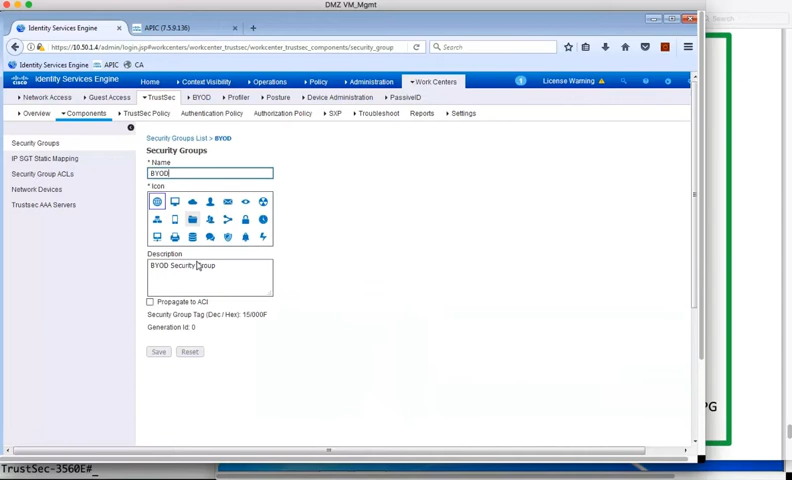 DMZ VM_Mgmt
Identity Services Engine
APIC (7.5.9.136)
https://10.50.1.4/admin/login.jsp#workcenters/workcenter_trustsec/workcenter_trustsec_components/security_group
Search
Search
Identity Services Engine APIC CA
CISCO Identity Services Engine Home Context Visibility Operations Policy Administration Work Centers 1 License Warning
Network Access Guest Access TrustSec BYOD Profiler Posture Device Administration PassiveID
Overview Components TrustSec Policy Authentication Policy Authorization Policy SXP Troubleshoot Reports Settings
Security Groups
IP SGT Static Mapping
Security Group ACLs
Network Devices
Trustsec AAA Servers
Security Groups List > BYOD
Security Groups
* Name
BYOD
* Icon
Description
BYOD Security Group
Propagate to ACI
Security Group Tag (Dec / Hex): 15/000F
Generation Id: 0
Save Reset
PG
TrustSec-3560E#_